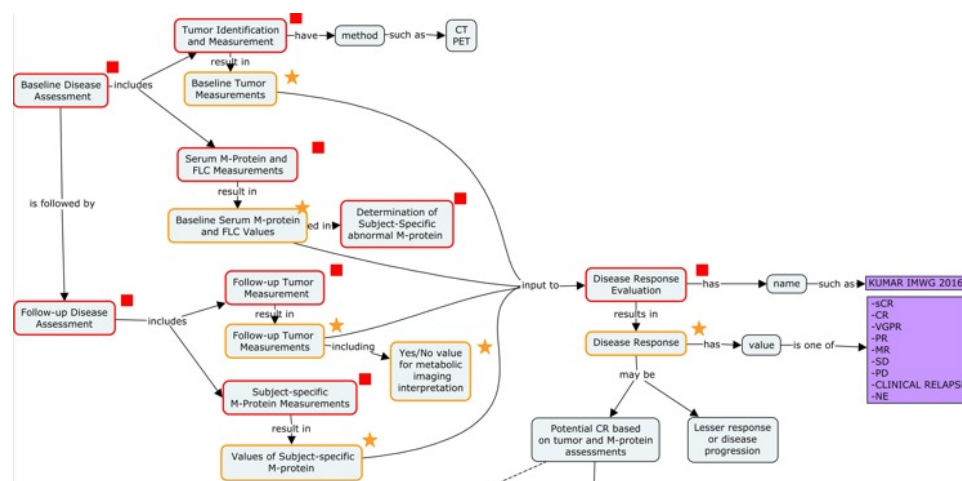 Tumor Identification
and Measurement
have
method
such as
CT
PET
result in
Baseline Tumor
Measurements
Baseline Disease
Assessment
includes
Serum M-Protein and
FLC Measurements
result in
is followed by
Baseline Serum M-protein
and FLC Values
ed in
Determination of
Subject-Specific
abnormal M-protein
Follow-up Disease
Assessment
includes
Follow-up Tumor
Measurement
result in
Follow-up Tumor
Measurements
including
Yes/No value
for metabolic
imaging
interpretation
Subject-specific
M-Protein Measurements
result in
Values of Subject-specific
M-protein
input to
Disease Response
Evaluation
has
name
such as
KUMAR IMWG 2016
results in
Disease Response
has
value
is one of
-sCR
-CR
-VGPR
-PR
-MR
-SD
-PD
-CLINICAL RELAPS
-NE
may be
Potential CR based
on tumor and M-protein
assessments
Lesser response
or disease
progression